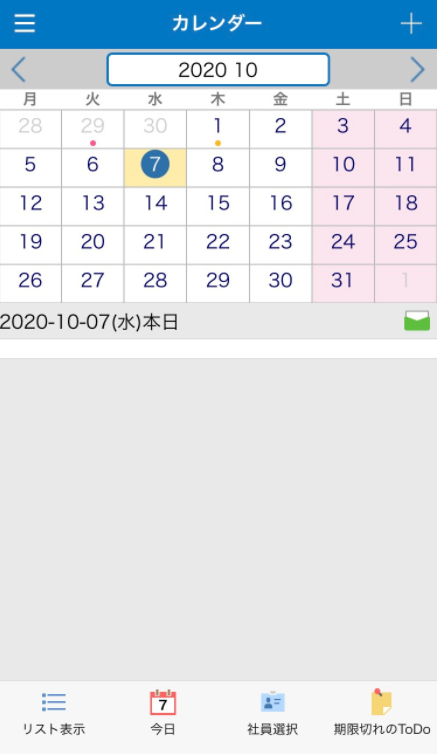 カレンダー
2020 10
月 火 水 木 金 土 日
28 29 30 1 2 3 4
5 6 7 8 9 10 11
12 13 14 15 16 17 18
19 20 21 22 23 24 25
26 27 28 29 30 31 1
2020-10-07(水)本日
7
リスト表示 今日 社員選択 期限切れのToDo